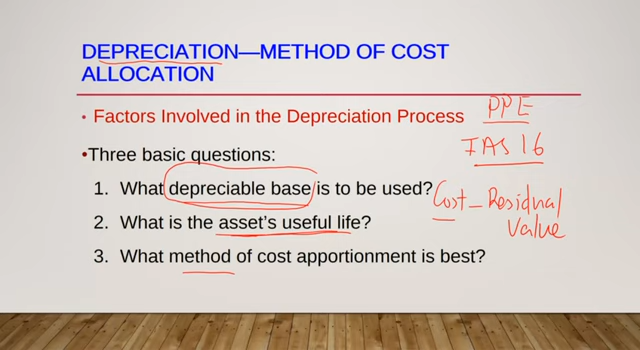 DEPRECIATION—METHOD OF COST
ALLOCATION
• Factors Involved in the Depreciation Process
PPE
IAS 16
•Three basic questions:
1. What depreciable base is to be used?
Cost - Residual
Value
2. What is the asset's useful life?
3. What method of cost apportionment is best?